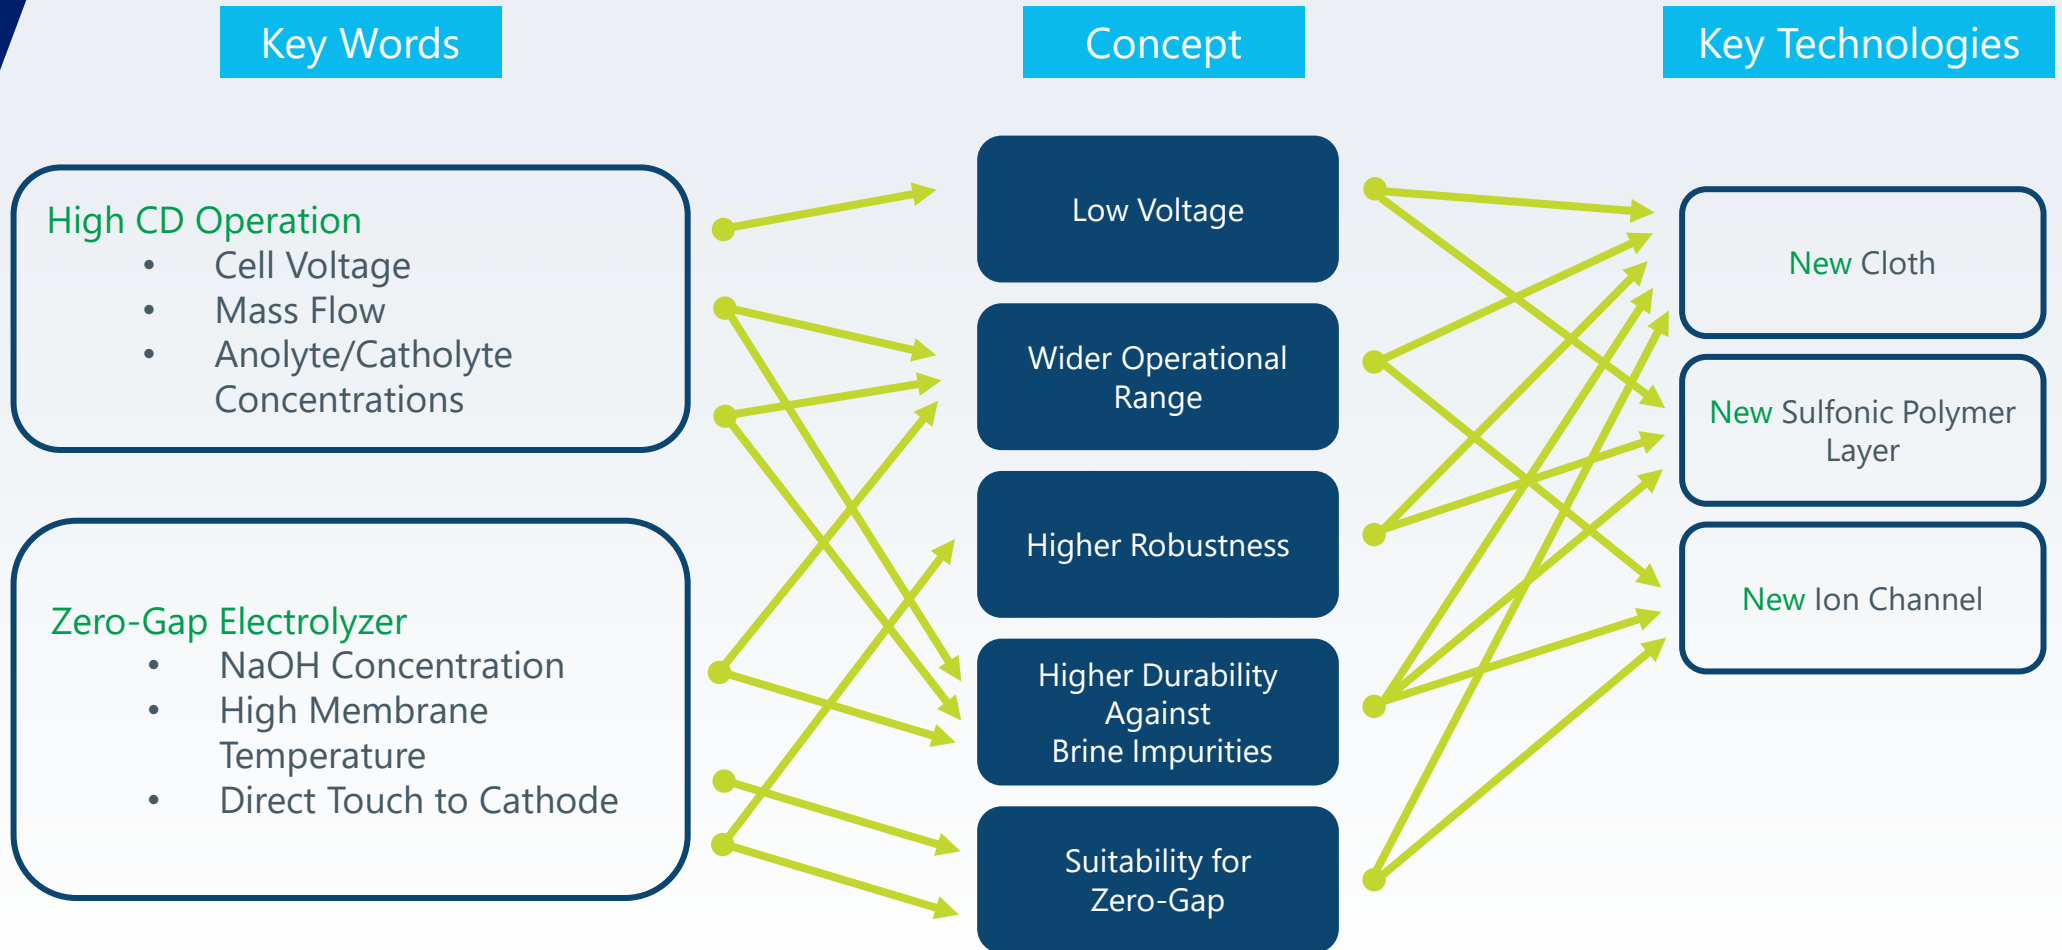 Key Words
Concept
Key Technologies
High CD Operation
• Cell Voltage
• Mass Flow
• Anolyte/Catholyte
Concentrations
Zero-Gap Electrolyzer
• NaOH Concentration
• High Membrane
Temperature
• Direct Touch to Cathode
Low Voltage
Wider Operational
Range
Higher Robustness
Higher Durability
Against
Brine Impurities
Suitability for
Zero-Gap
New Cloth
New Sulfonic Polymer
Layer
New Ion Channel